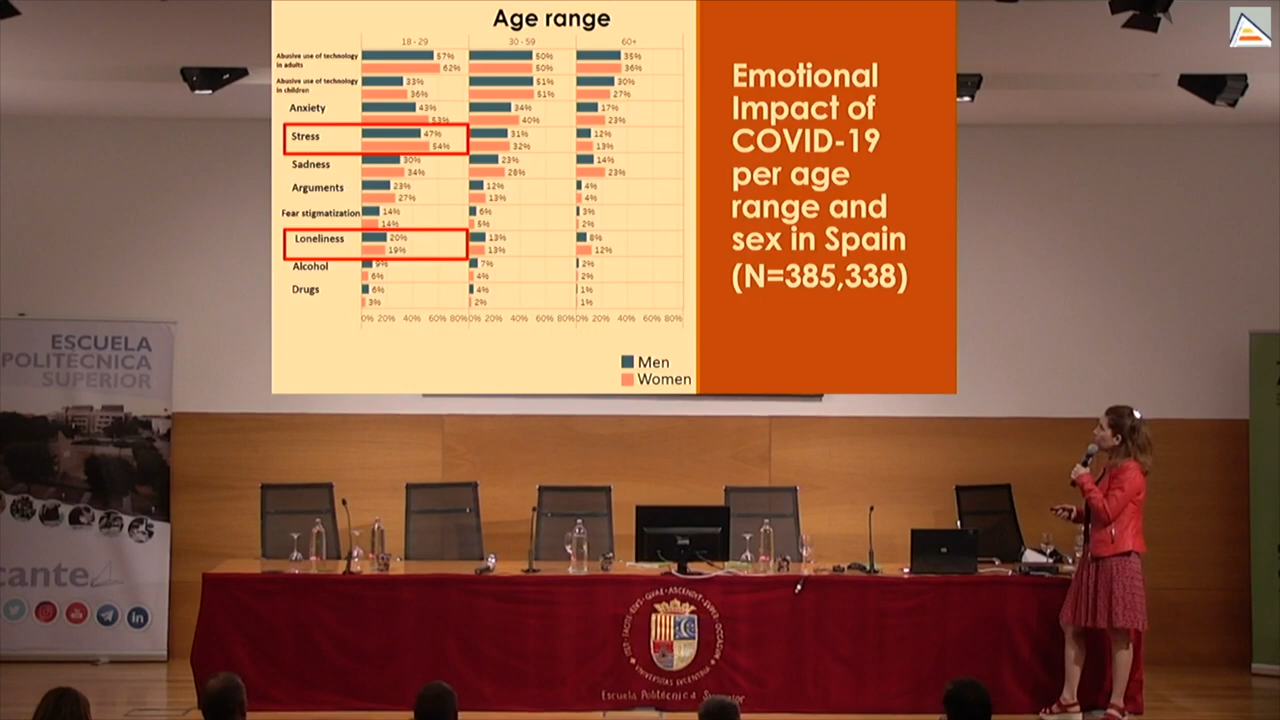 Age range
18 - 29 30 - 59 60+
Abusive use of technology in adults 57% 50% 35%
62% 50% 36%
Abusive use of technology in children 33% 51% 30%
36% 51% 27%
Anxiety 43% 34% 17%
53% 40% 23%
Stress 47% 31% 12%
54% 32% 13%
Sadness 30% 23% 14%
34% 28% 23%
Arguments 23% 12% 4%
27% 13% 4%
Fear stigmatization 14% 6% 3%
14% 5% 2%
Loneliness 20% 13% 8%
19% 13% 12%
Alcohol 9% 7% 2%
6% 4% 2%
Drugs 6% 4% 1%
3% 2% 1%
0% 20% 40% 60% 80% 0% 20% 40% 60% 80% 0% 20% 40% 60% 80%
Men
Women
Emotional
Impact of
COVID-19
per age
range and
sex in Spain
(N=385,338)
ESCUELA
POLITECNICA
SUPERIOR
cante
Escuela Politécnica Superior